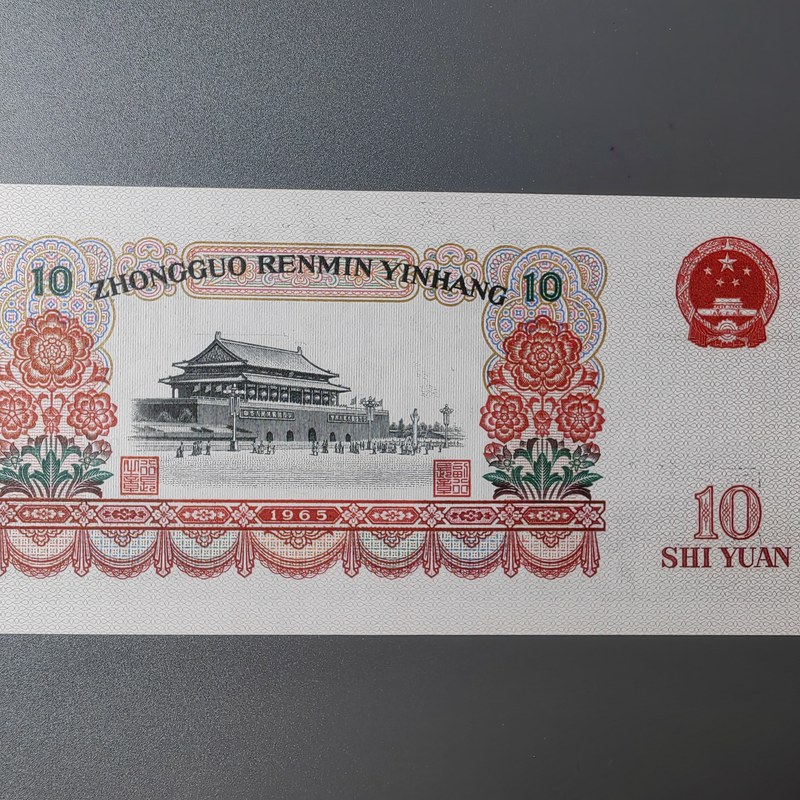 10 ZHONGGUO RENMIN YINHANG 10
1965
10
SHI YUAN